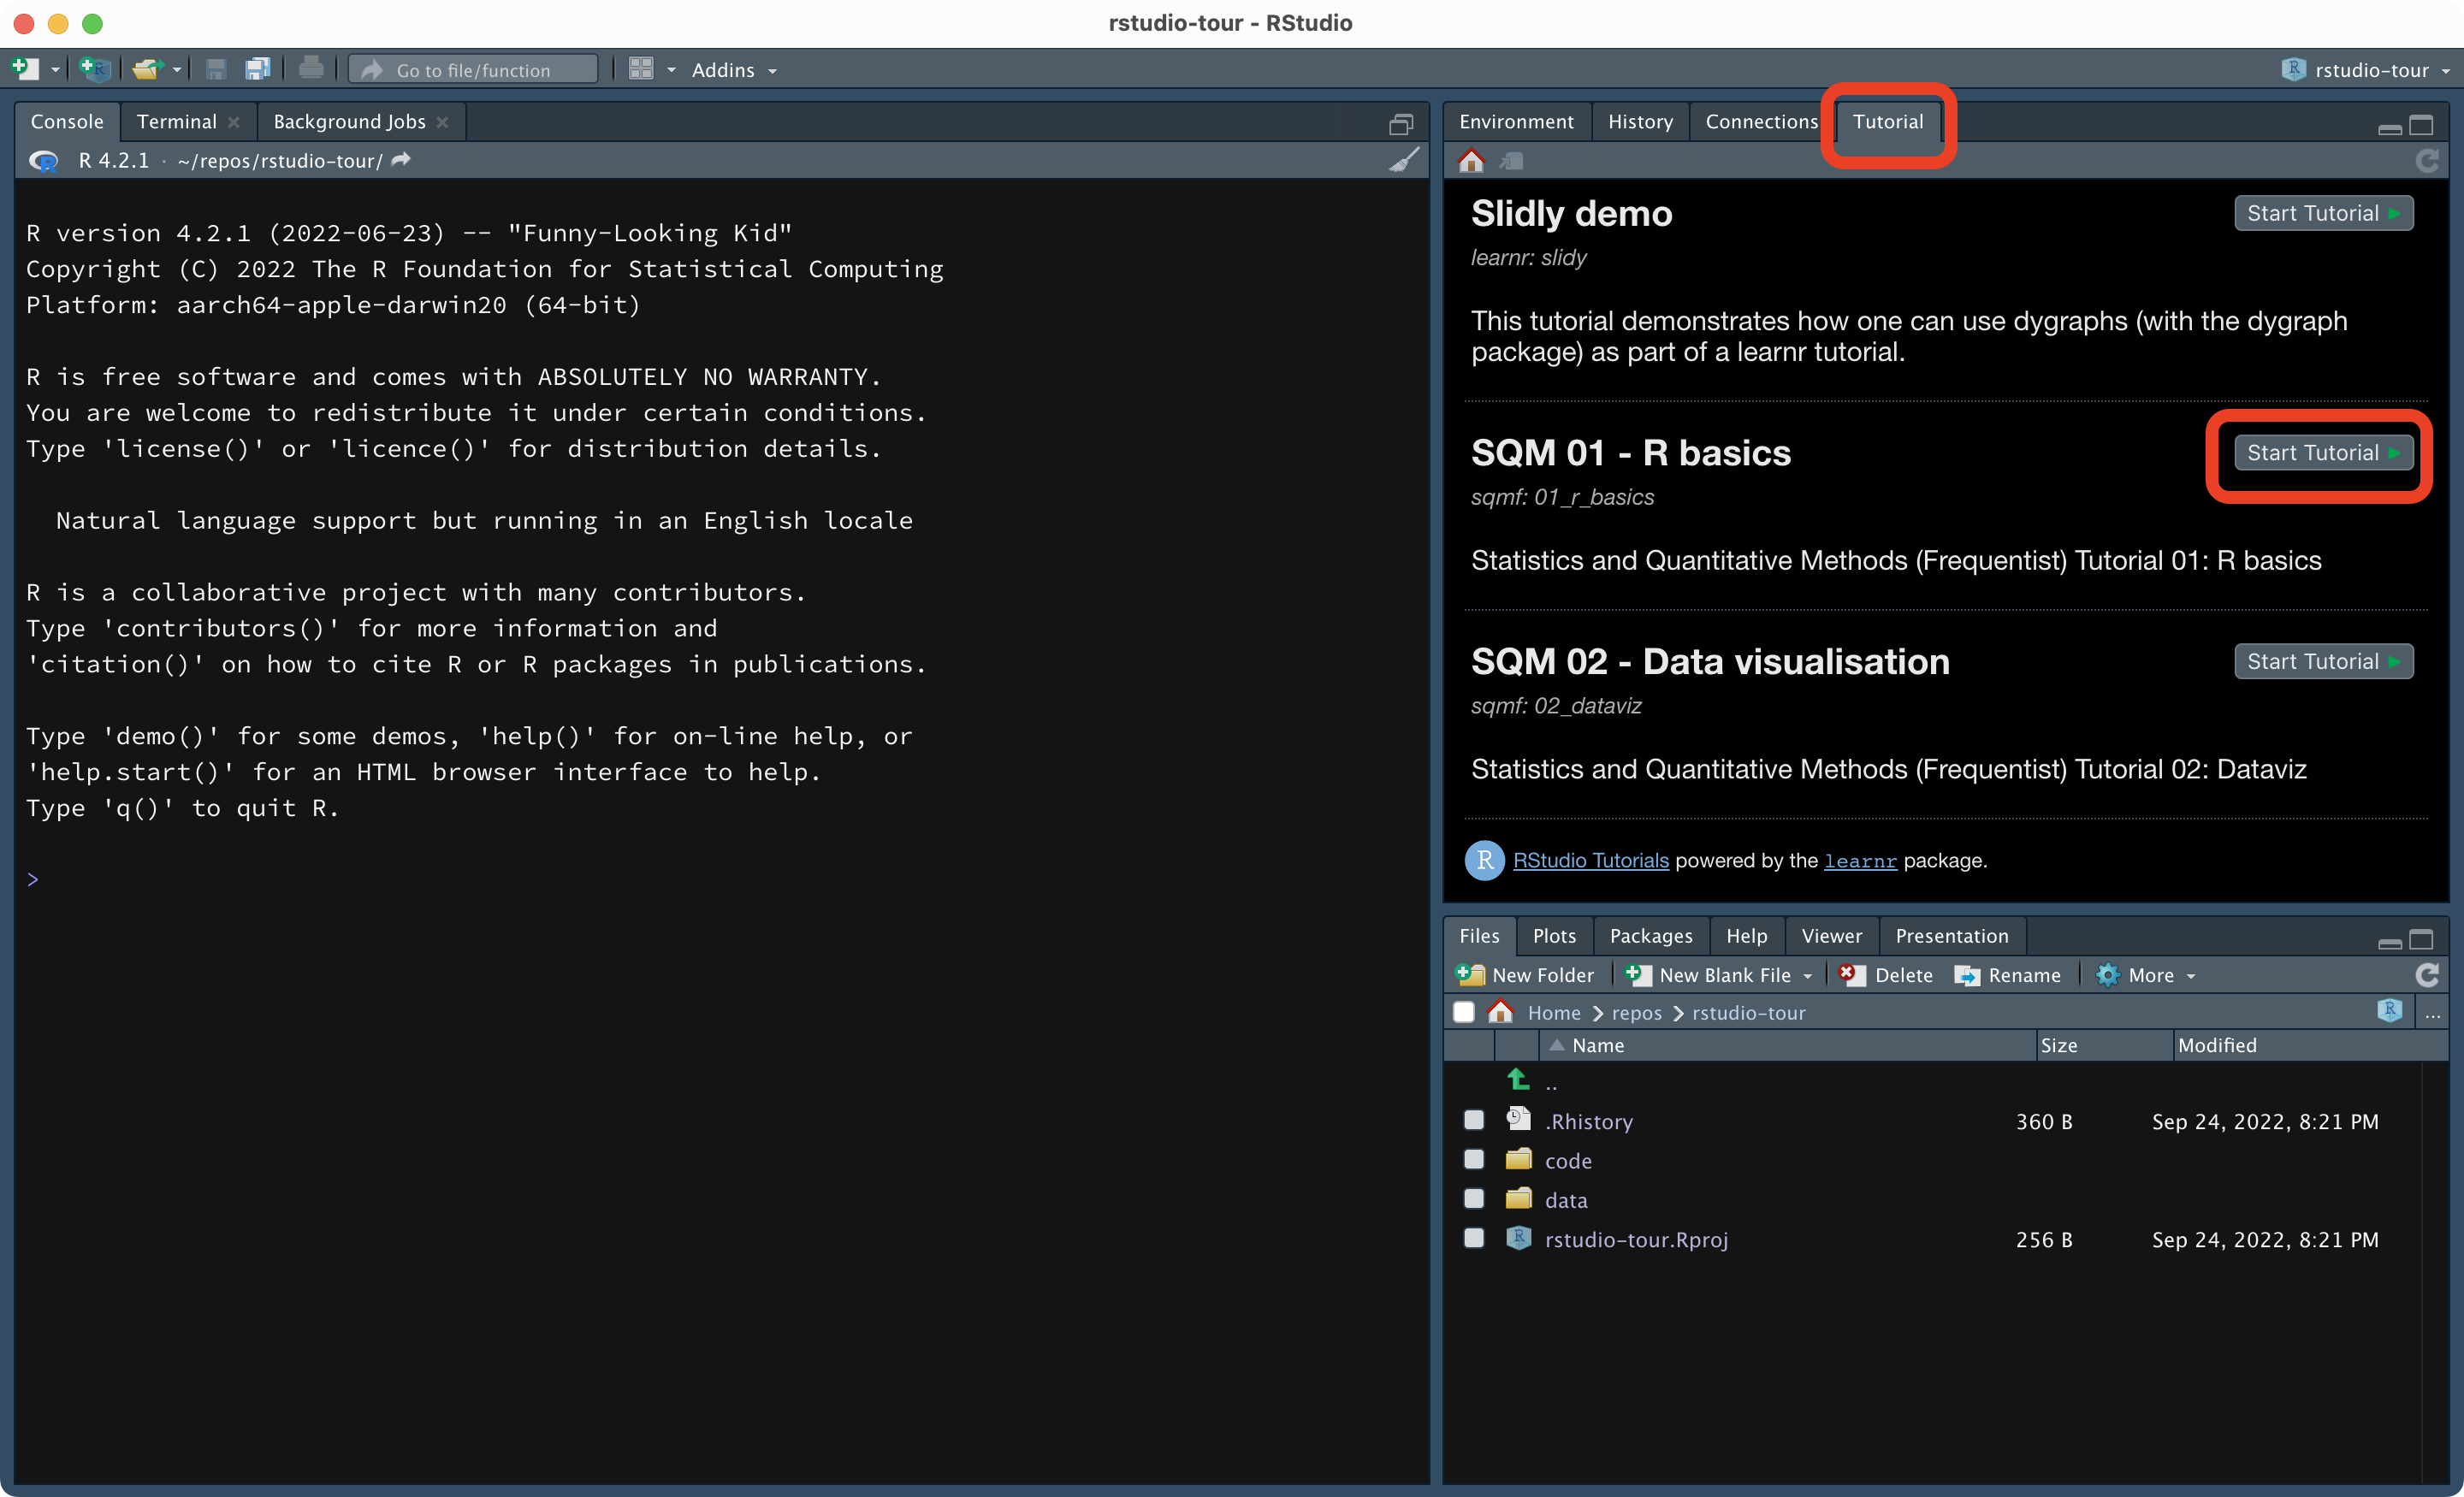 rstudio-tour - RStudio
Go to file/function
Addins
rstudio-tour
Console
Terminal
Background Jobs
R 4.2.1 · ~/repos/rstudio-tour/
R version 4.2.1 (2022-06-23) -- "Funny-Looking Kid"
Copyright (C) 2022 The R Foundation for Statistical Computing
Platform: aarch64-apple-darwin20 (64-bit)
R is free software and comes with ABSOLUTELY NO WARRANTY.
You are welcome to redistribute it under certain conditions.
Type 'license()' or 'licence()' for distribution details.
Natural language support but running in an English locale
R is a collaborative project with many contributors.
Type 'contributors()' for more information and
'citation()' on how to cite R or R packages in publications.
Type 'demo()' for some demos, 'help()' for on-line help, or
'help.start()' for an HTML browser interface to help.
Type 'q()' to quit R.
>
Environment
History
Connections
Tutorial
Slidly demo
Start Tutorial
learnr: slidy
This tutorial demonstrates how one can use dygraphs (with the dygraph
package) as part of a learnr tutorial.
SQM 01 - R basics
Start Tutorial
sqmf: 01_r_basics
Statistics and Quantitative Methods (Frequentist) Tutorial 01: R basics
SQM 02 - Data visualisation
Start Tutorial
sqmf: 02_dataviz
Statistics and Quantitative Methods (Frequentist) Tutorial 02: Dataviz
R RStudio Tutorials powered by the learnr package.
Files
Plots
Packages
Help
Viewer
Presentation
New Folder
New Blank File
Delete
Rename
More
Home
repos
rstudio-tour
...
Name
Size
Modified
..
.Rhistory 360 B Sep 24, 2022, 8:21 PM
code
data
rstudio-tour.Rproj 256 B Sep 24, 2022, 8:21 PM